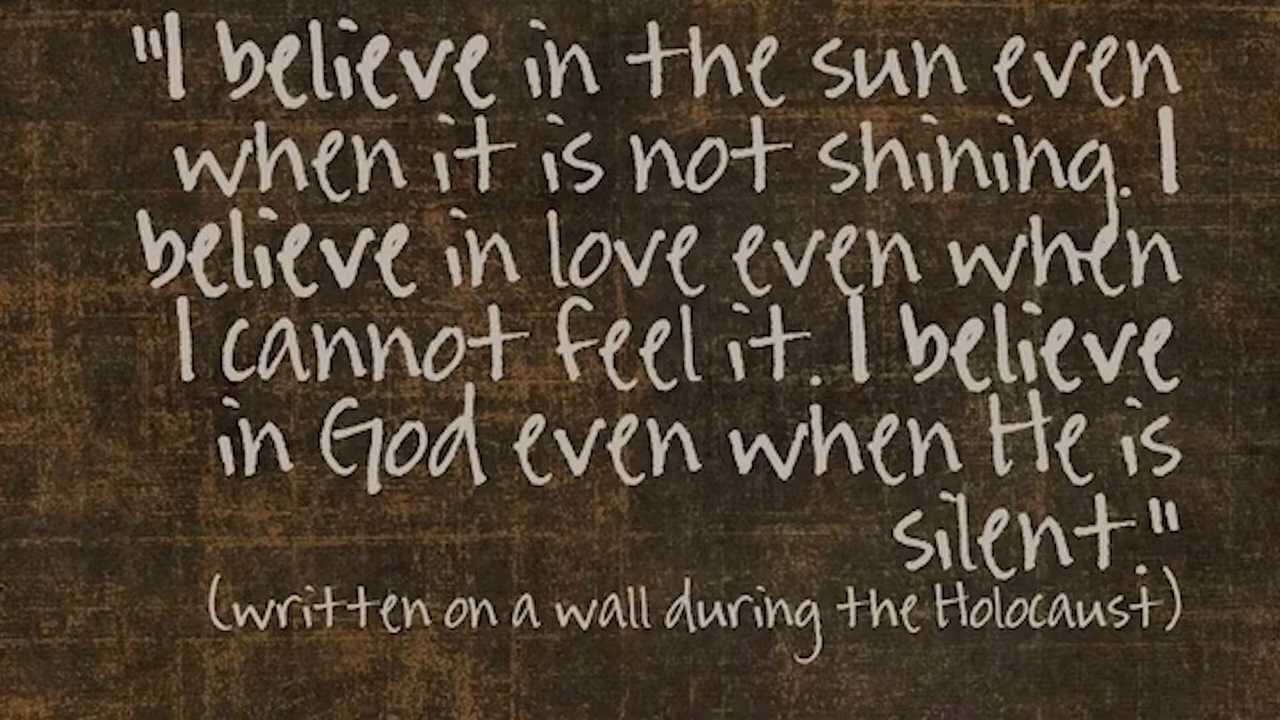 "I believe in the sun even
when it is not shining. I
believe in love even when
I cannot feel it. I believe
in God even when He is
silent."
(written on a wall during the Holocaust)